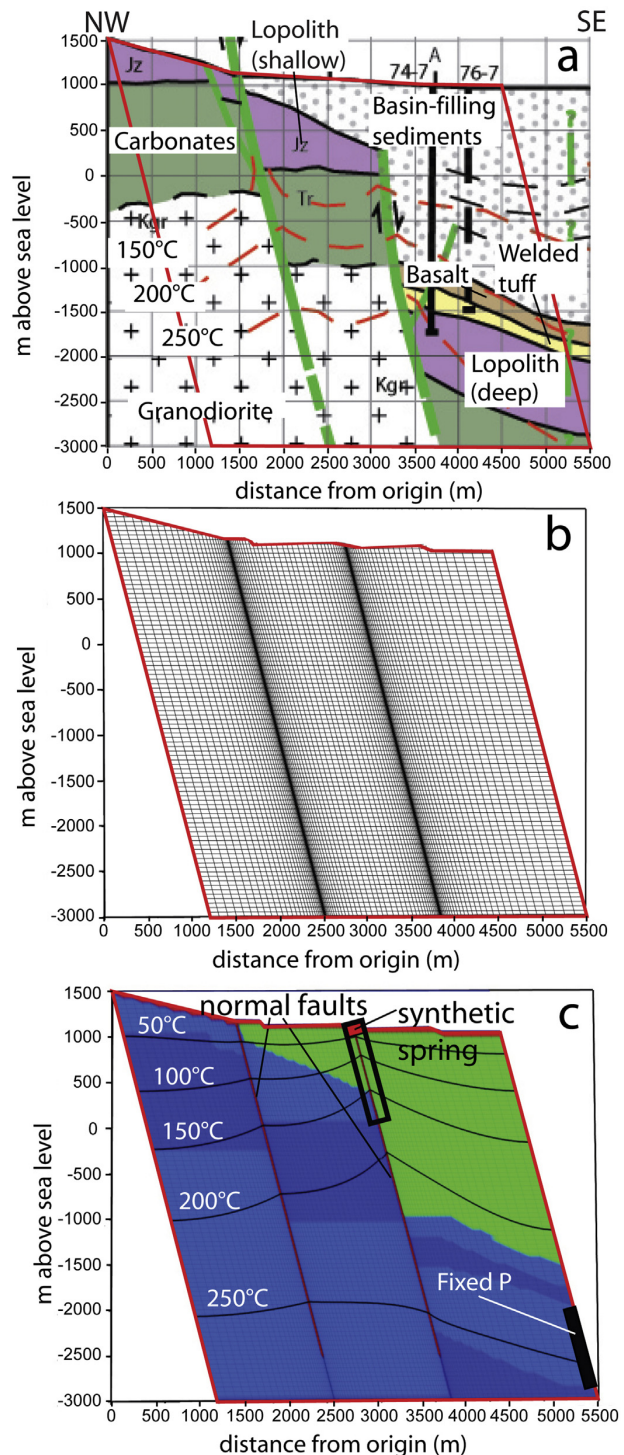 NW
SE
1500
1000
500
0
-500
-1000
-1500
-2000
-2500
-3000
m above sea level
Lopolith
(shallow)
a
A
74-7
76-7
Jz
Basin-filling
sediments
Carbonates
Jz
Tr
?
Kgr
150°C
200°C
250°C
Basalt
Welded
tuff
?
Lopolith
(deep)
Kgr
Granodiorite
0 500 1000 1500 2000 2500 3000 3500 4000 4500 5000 5500
distance from origin (m)
b
1500
1000
500
0
-500
-1000
-1500
-2000
-2500
-3000
m above sea level
0 500 1000 1500 2000 2500 3000 3500 4000 4500 5000 5500
distance from origin (m)
c
1500
1000
500
0
-500
-1000
-1500
-2000
-2500
-3000
m above sea level
normal faults
synthetic
spring
50°C
100°C
150°C
200°C
250°C
Fixed P
0 500 1000 1500 2000 2500 3000 3500 4000 4500 5000 5500
distance from origin (m)